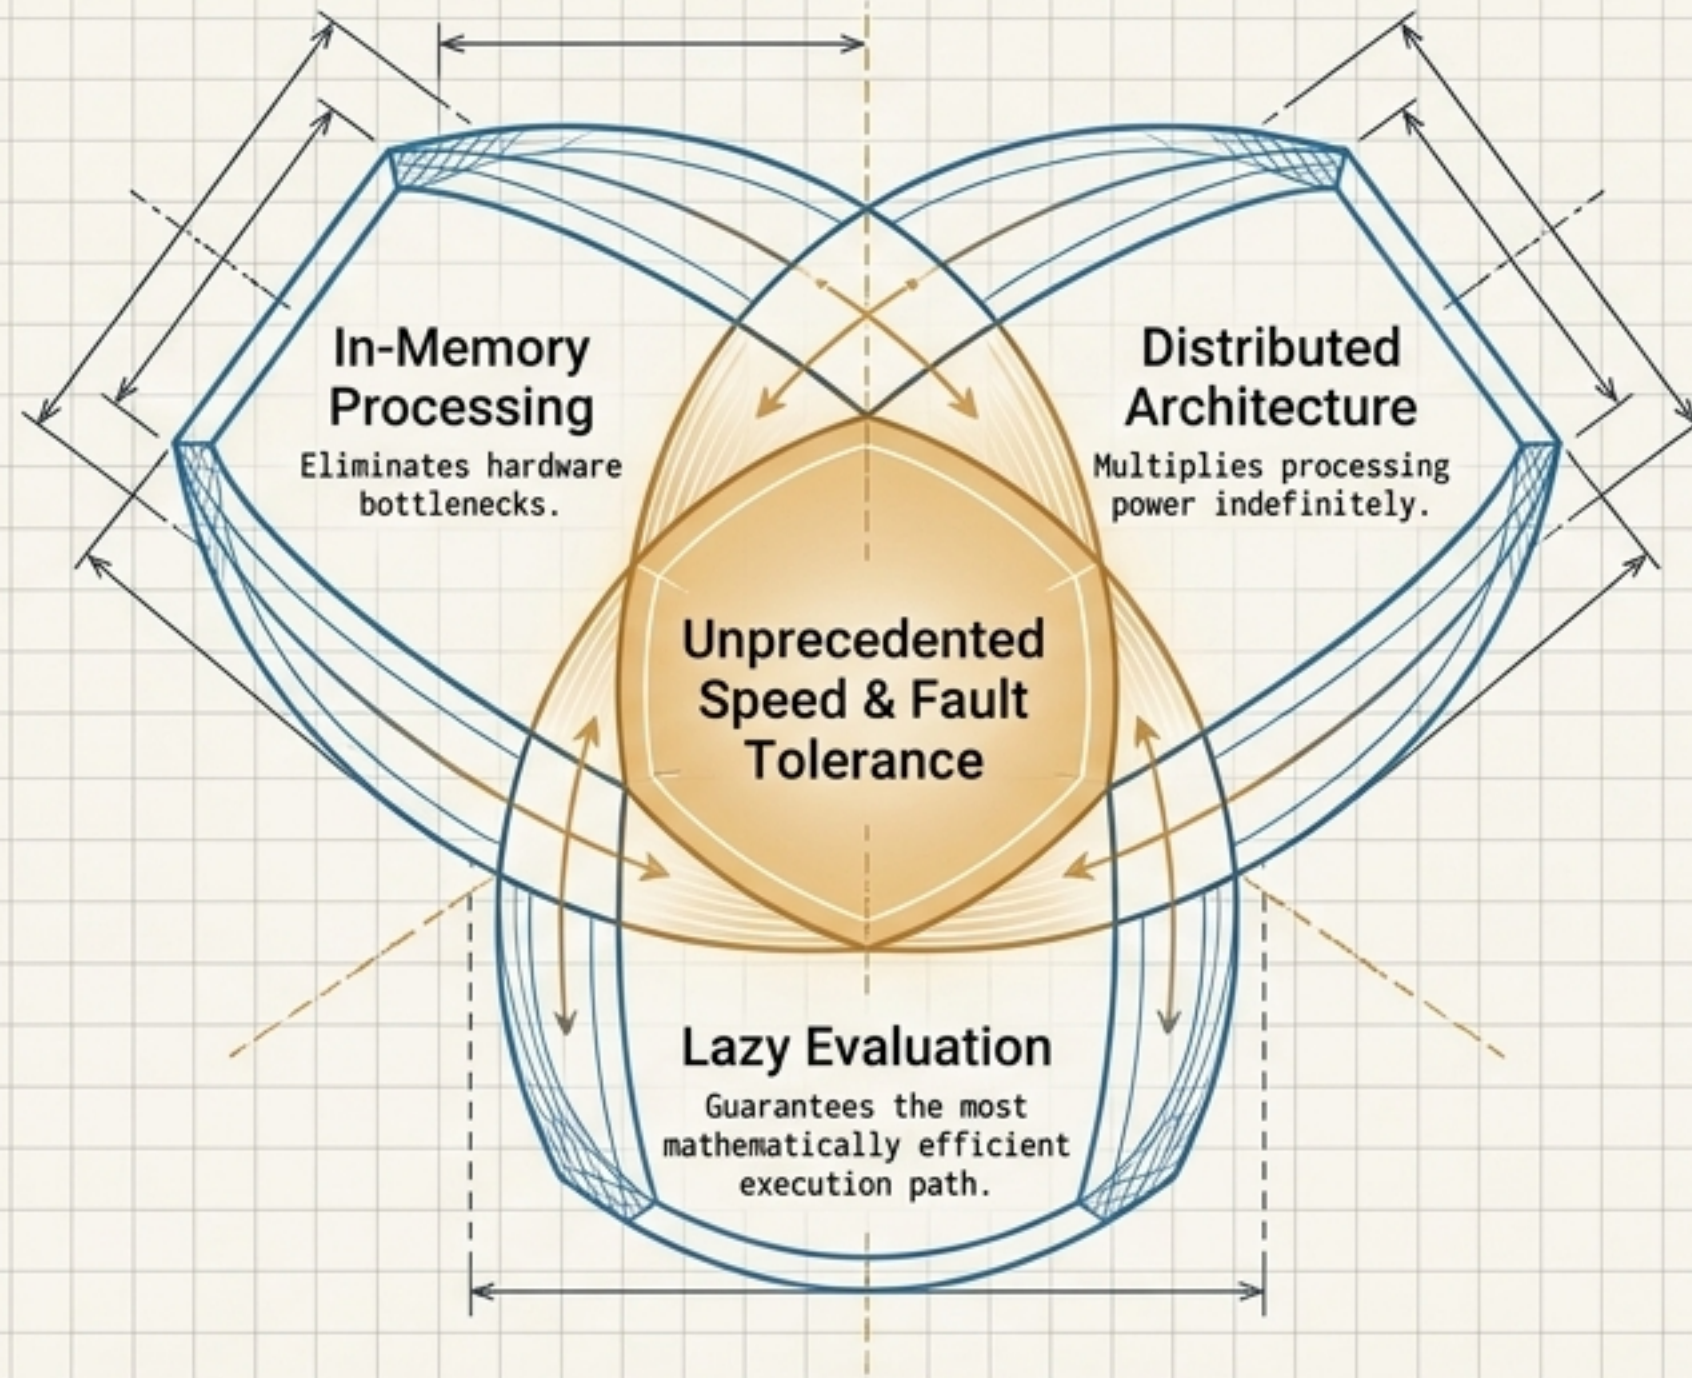 In-Memory
Processing
Eliminates hardware
bottlenecks.
Distributed
Architecture
Multiplies processing
power indefinitely.
Unprecedented
Speed & Fault
Tolerance
Lazy Evaluation
Guarantees the most
mathematically efficient
execution path.